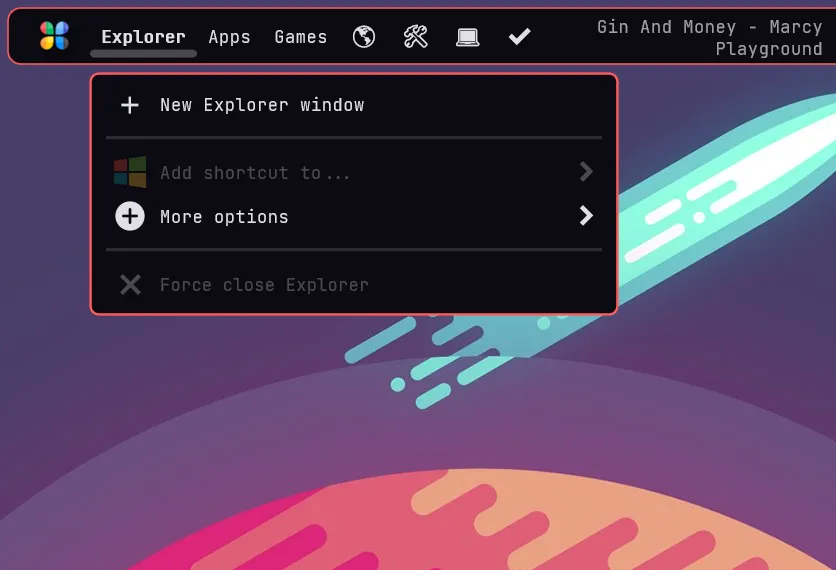 Explorer Apps Games
Gin And Money - Marcy
Playground
New Explorer window
Add shortcut to...
More options
Force close Explorer